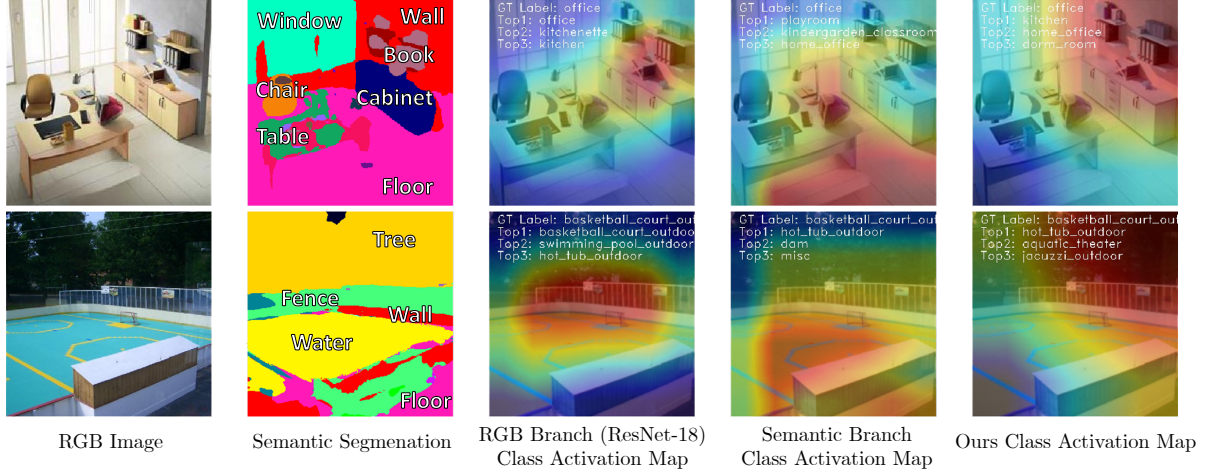 Window
Wall
Book
Chair
Cabinet
Table
Floor
GT Label: office
Top1: office
Top2: kitchenette
Top3: kitchen
GT Label: office
Top1: playroom
Top2: kindergarden_classroom
Top3: home_office
GT Label: office
Top1: kitchen
Top2: home_office
Top3: dorm_room
Tree
Fence
Wall
Water
Floor
GT Label: basketball_court_out
Top1: basketball_court_outdoo
Top2: swimming_pool_outdoor
Top3: hot_tub_outdoor
GT Label: basketball_court_out
Top1: hot_tub_outdoor
Top2: dam
Top3: misc
GT Label: basketball_court_out
Top1: hot_tub_outdoor
Top2: aquatic_theater
Top3: jacuzzi_outdoor
RGB Image
Semantic Segmenation
RGB Branch (ResNet-18)
Class Activation Map
Semantic Branch
Class Activation Map
Ours Class Activation Map